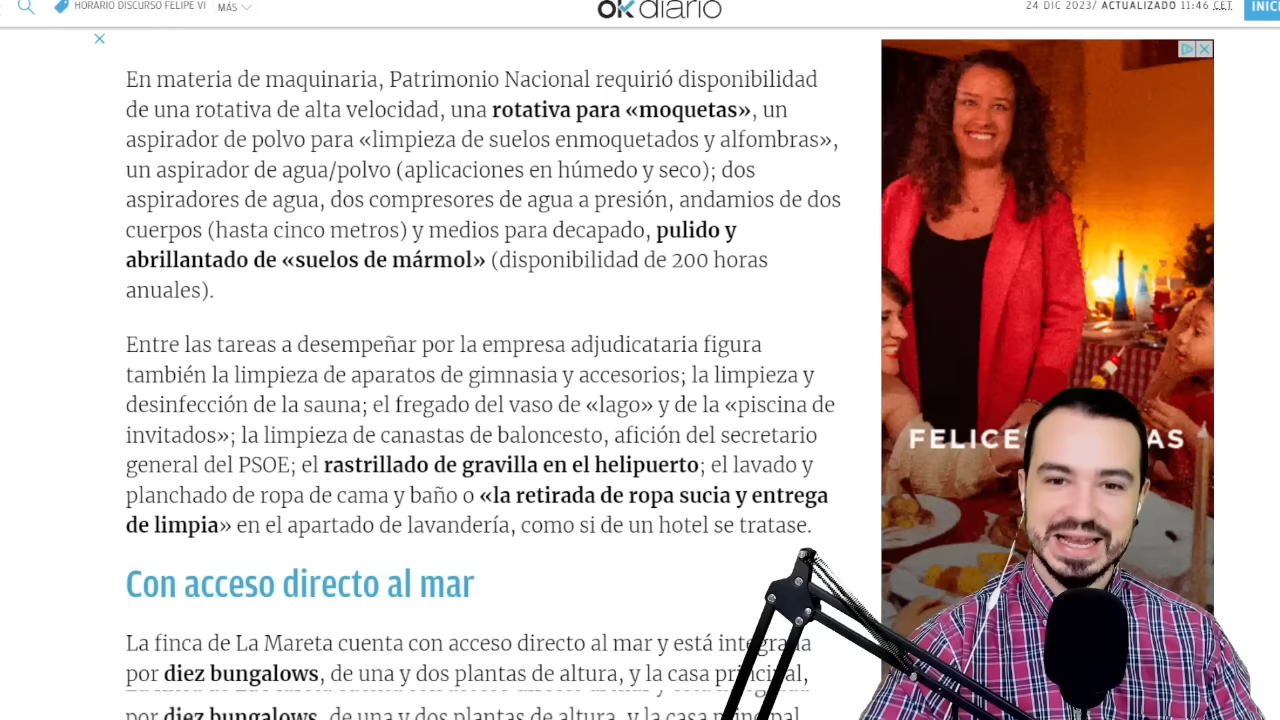 HORARIO DISCURSO FELIPE VI
MÁS
okdiario
24 DIC 2023/ ACTUALIZADO 11:46 CET
INICI
En materia de maquinaria, Patrimonio Nacional requirió disponibilidad
de una rotativa de alta velocidad, una rotativa para «moquetas», un
aspirador de polvo para «limpieza de suelos enmoquetados y alfombras»,
un aspirador de agua/polvo (aplicaciones en húmedo y seco); dos
aspiradores de agua, dos compresores de agua a presión, andamios de dos
cuerpos (hasta cinco metros) y medios para decapado, pulido y
abrillantado de «suelos de mármol» (disponibilidad de 200 horas
anuales).
Entre las tareas a desempeñar por la empresa adjudicataria figura
también la limpieza de aparatos de gimnasia y accesorios; la limpieza y
desinfección de la sauna; el fregado del vaso de «lago» y de la «piscina de
invitados»; la limpieza de canastas de baloncesto, afición del secretario
general del PSOE; el rastrillado de gravilla en el helipuerto; el lavado y
planchado de ropa de cama y baño o «la retirada de ropa sucia y entrega
de limpia» en el apartado de lavandería, como si de un hotel se tratase.
Con acceso directo al mar
La finca de La Mareta cuenta con acceso directo al mar y está integrada
por diez bungalows, de una y dos plantas de altura, y la casa principal,
por diez bungalows, de una y dos plantas de altura, y la casa principal
FELICES
AS